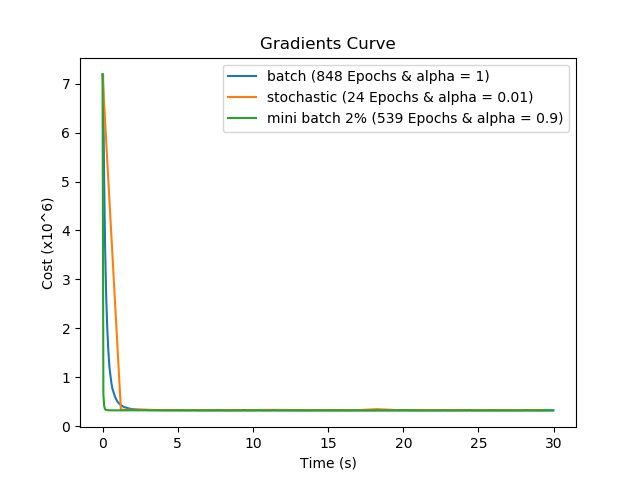 Gradients Curve
batch (848 Epochs & alpha = 1)
stochastic (24 Epochs & alpha = 0.01)
mini batch 2% (539 Epochs & alpha = 0.9)
Cost (x10^6)
7
6
5
4
3
2
1
0
0 5 10 15 20 25 30
Time (s)